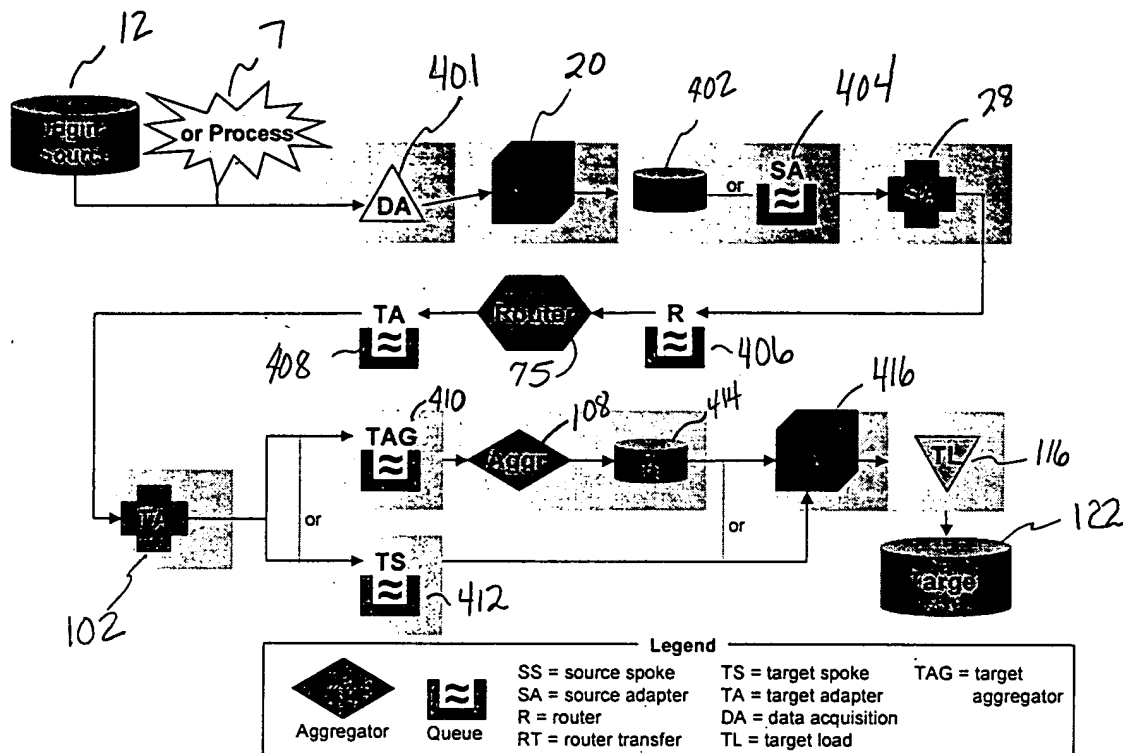 12
7
401
20
402
404
28
source
or Process
DA
or
SA
TA
Router
R
408
75
406
416
410
108
414
TAG
Aggr
TL
116
or
or
TA
122
TS
412
102
Legend
SS = source spoke
TS = target spoke
TAG = target
aggregator
SA = source adapter
TA = target adapter
R = router
DA = data acquisition
RT = router transfer
TL = target load
Aggregator
Queue